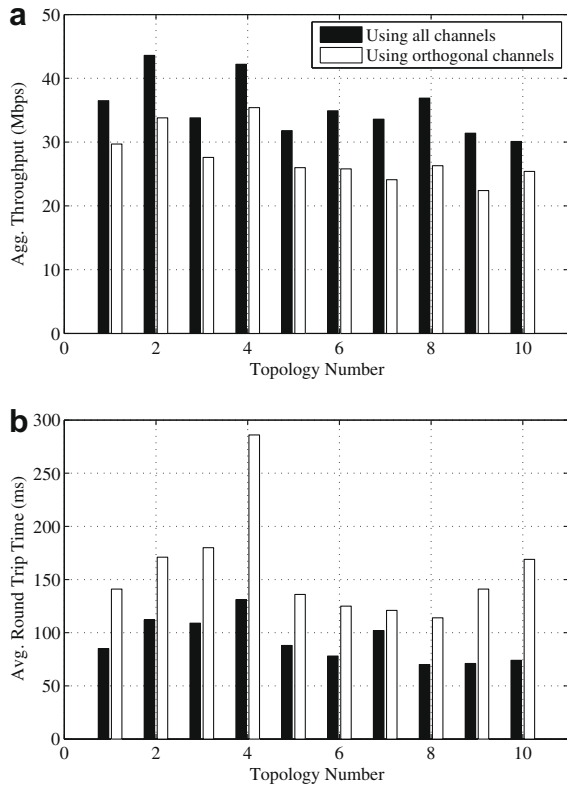 a
50
40
30
20
10
0
Agg. Throughput (Mbps)
Using all channels
Using orthogonal channels
0 2 4 6 8 10
Topology Number
b
300
250
200
150
100
50
0
Avg. Round Trip Time (ms)
0 2 4 6 8 10
Topology Number